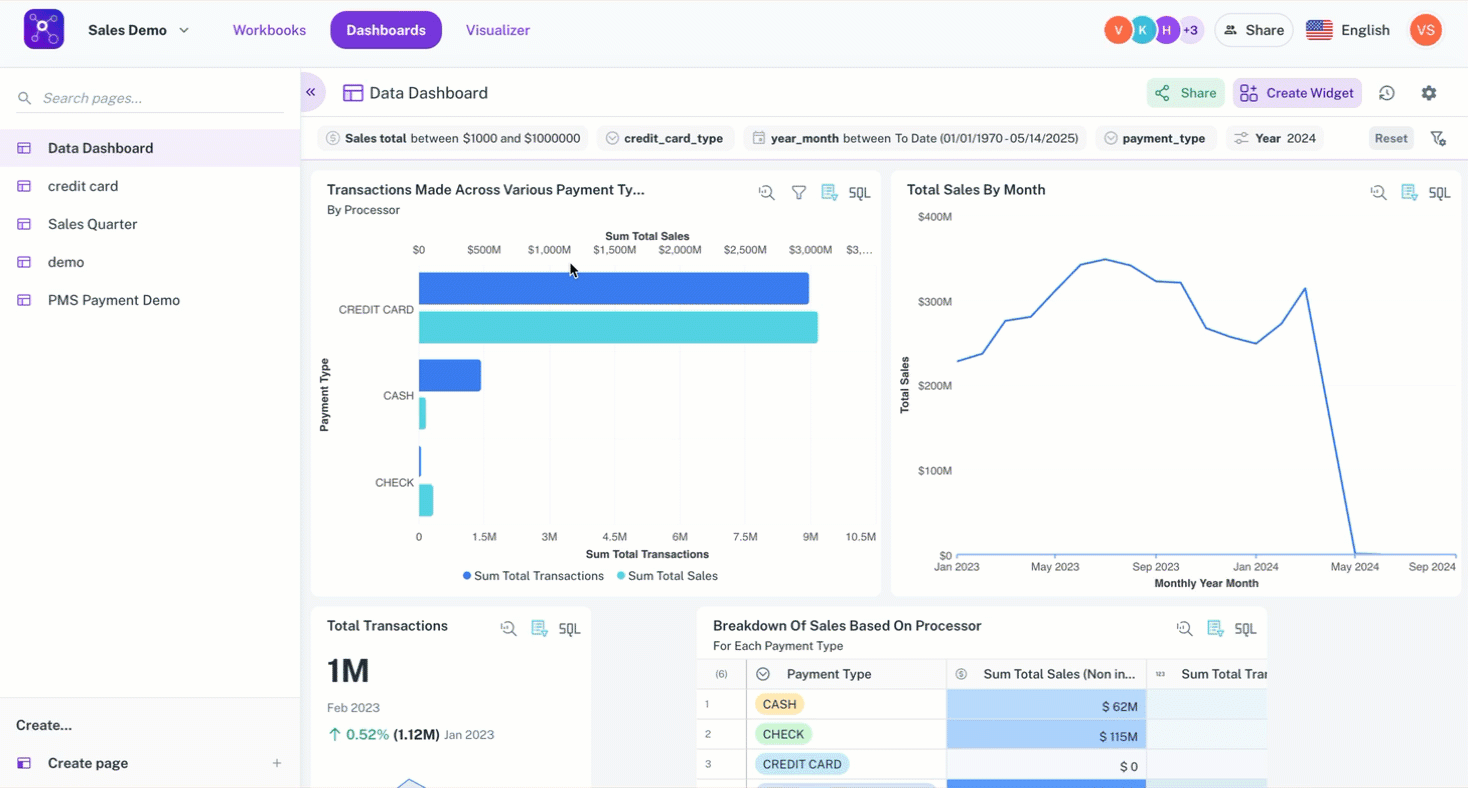 Sales Demo
Workbooks
Dashboards
Visualizer
V K H +3
Share
English
VS
Search pages...
Data Dashboard
credit card
Sales Quarter
demo
PMS Payment Demo
Create...
Create page +
«
Data Dashboard
Share
Create Widget
Sales total between $1000 and $1000000
credit_card_type
year_month between To Date (01/01/1970 - 05/14/2025)
payment_type
Year 2024
Reset
Transactions Made Across Various Payment Ty...
SQL
By Processor
Sum Total Sales
$0 $500M $1,000M $1,500M $2,000M $2,500M $3,000M $3,...
Payment Type
CREDIT CARD
CASH
CHECK
0 1.5M 3M 4.5M 6M 7.5M 9M 10.5M
Sum Total Transactions
Sum Total Transactions Sum Total Sales
Total Sales By Month
SQL
Total Sales
$400M
$300M
$200M
$100M
$0
Jan 2023 May 2023 Sep 2023 Jan 2024 May 2024 Sep 2024
Monthly Year Month
Total Transactions
SQL
1M
Feb 2023
↑ 0.52% (1.12M) Jan 2023
Breakdown Of Sales Based On Processor
SQL
For Each Payment Type
(6) Payment Type $ Sum Total Sales (Non in... 123 Sum Total Tra
1 CASH $ 62M
2 CHECK $ 115M
3 CREDIT CARD $ 0